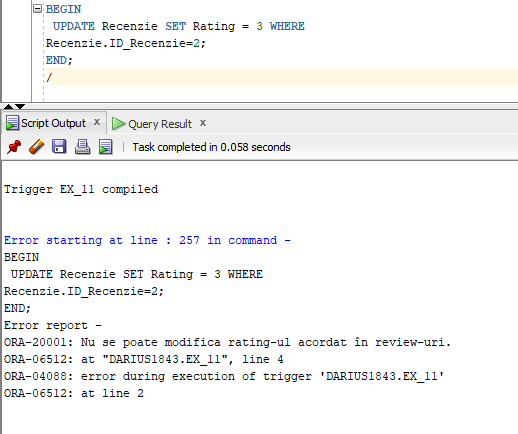 BEGIN
UPDATE Recenzie SET Rating = 3 WHERE
Recenzie.ID_Recenzie=2;
END;
/
Script Output x
Query Result x
Task completed in 0.058 seconds
Trigger EX_11 compiled
Error starting at line : 257 in command -
BEGIN
UPDATE Recenzie SET Rating = 3 WHERE
Recenzie.ID_Recenzie=2;
END;
Error report -
ORA-20001: Nu se poate modifica rating-ul acordat în review-uri.
ORA-06512: at "DARIUS1843.EX_11", line 4
ORA-04088: error during execution of trigger 'DARIUS1843.EX_11'
ORA-06512: at line 2